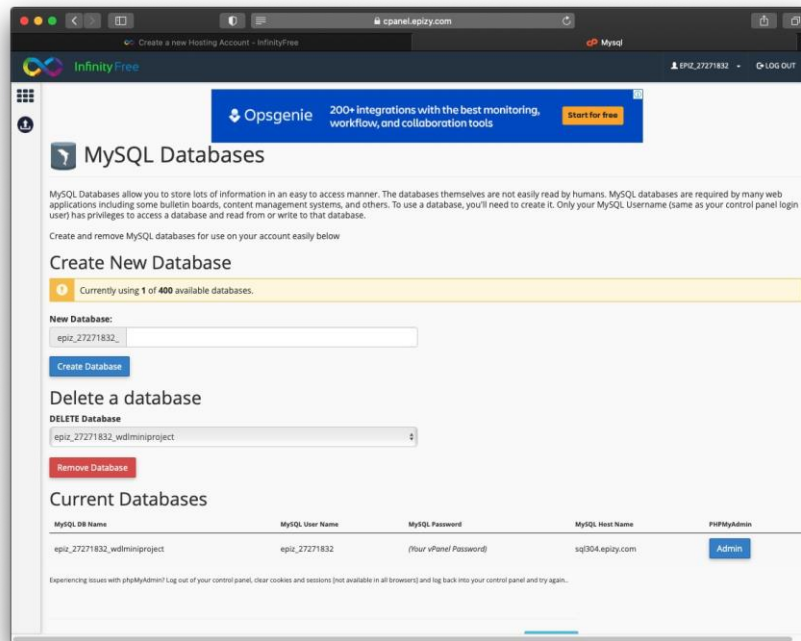 cpanel.epizy.com
Create a new Hosting Account - InfinityFree
cP Mysql
InfinityFree
EPIZ_27271832
LOG OUT
Opsgenie
200+ integrations with the best monitoring,
workflow, and collaboration tools
Start for free
MySQL Databases
MySQL Databases allow you to store lots of information in an easy to access manner. The databases themselves are not easily read by humans. MySQL databases are required by many web
applications including some bulletin boards, content management systems, and others. To use a database, you'll need to create it. Only your MySQL Username (same as your control panel login
user) has privileges to access a database and read from or write to that database.
Create and remove MySQL databases for use on your account easily below
Create New Database
Currently using 1 of 400 available databases.
New Database:
epiz_27271832_
Create Database
Delete a database
DELETE Database
epiz_27271832_wdlminiproject
Remove Database
Current Databases
MySQL DB Name MySQL User Name MySQL Password MySQL Host Name PHPMyAdmin
epiz_27271832_wdlminiproject epiz_27271832 (Your vPanel Password) sql304.epizy.com Admin
Experiencing issues with phpMyAdmin? Log out of your control panel, clear cookies and sessions (not available in all browsers) and log back into your control panel and try again..